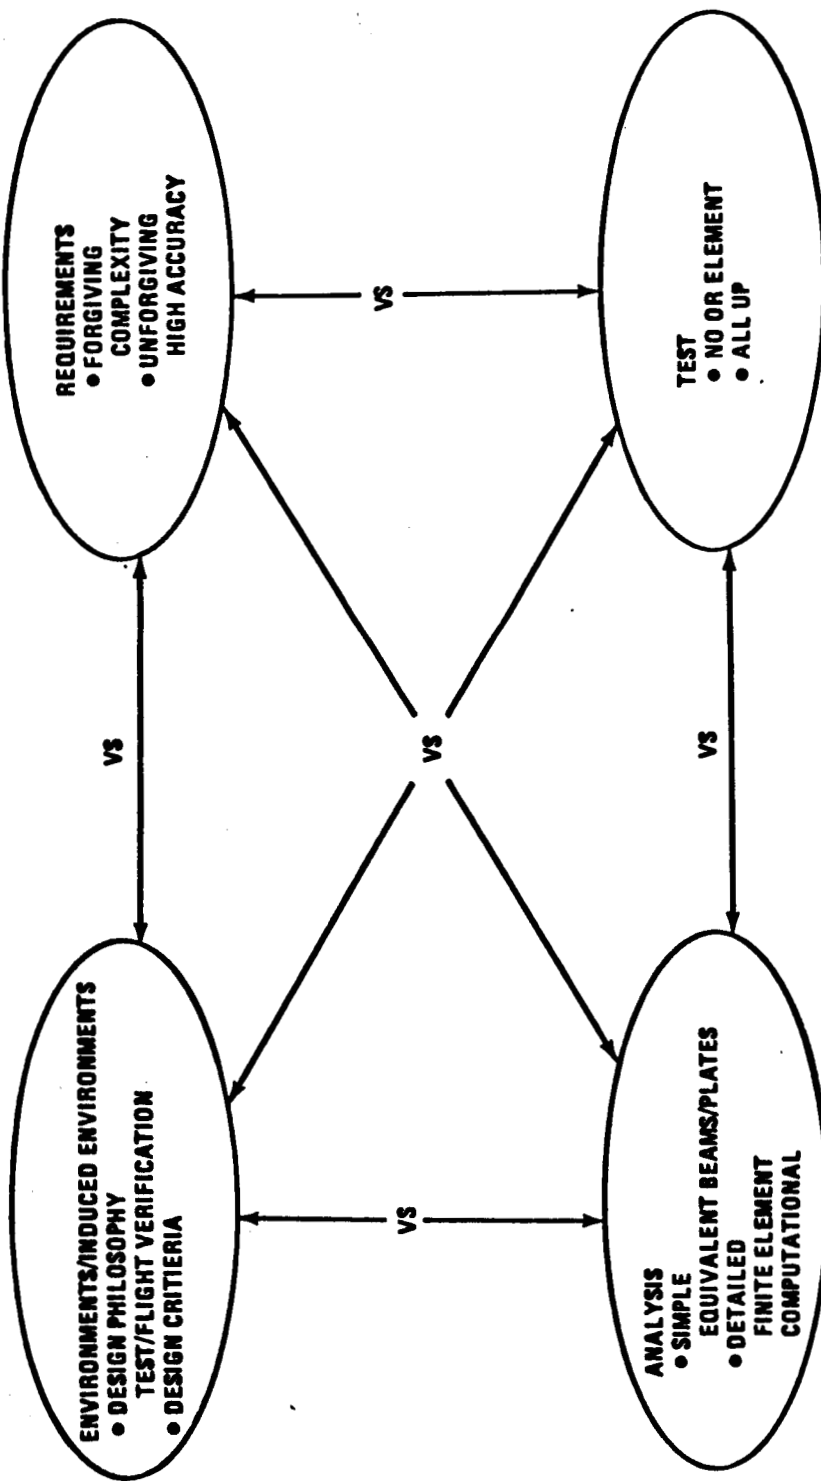 ENVIRONMENTS/INDUCED ENVIRONMENTS
● DESIGN PHILOSOPHY
TEST/FLIGHT VERIFICATION
● DESIGN CRITIERIA
VS
REQUIREMENTS
● FORGIVING
COMPLEXITY
● UNFORGIVING
HIGH ACCURACY
VS
VS
VS
ANALYSIS
● SIMPLE
EQUIVALENT BEAMS/PLATES
● DETAILED
FINITE ELEMENT
COMPUTATIONAL
VS
TEST
● NO OR ELEMENT
● ALL UP